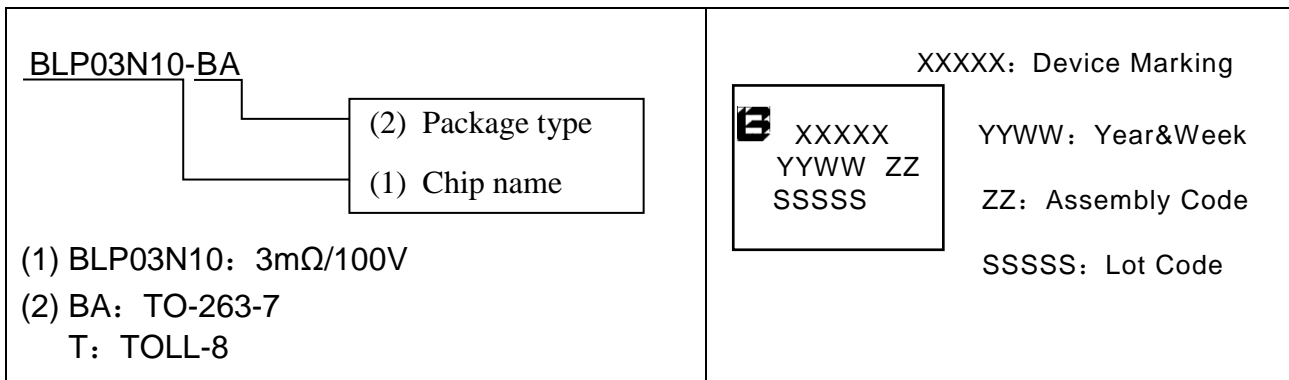 BLP03N10-BA
(2) Package type
(1) Chip name
(1) BLP03N10：3mΩ/100V
(2) BA：TO-263-7
T：TOLL-8
XXXXX：Device Marking
XXXXX
YYWW ZZ
SSSSS
YYWW：Year&Week
ZZ：Assembly Code
SSSSS：Lot Code